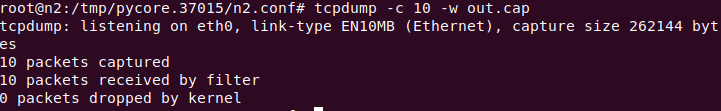 root@n2:/tmp/pycore.37015/n2.conf# tcpdump -c 10 -w out.cap
tcpdump: listening on eth0, link-type EN10MB (Ethernet), capture size 262144 byt
es
10 packets captured
10 packets received by filter
0 packets dropped by kernel